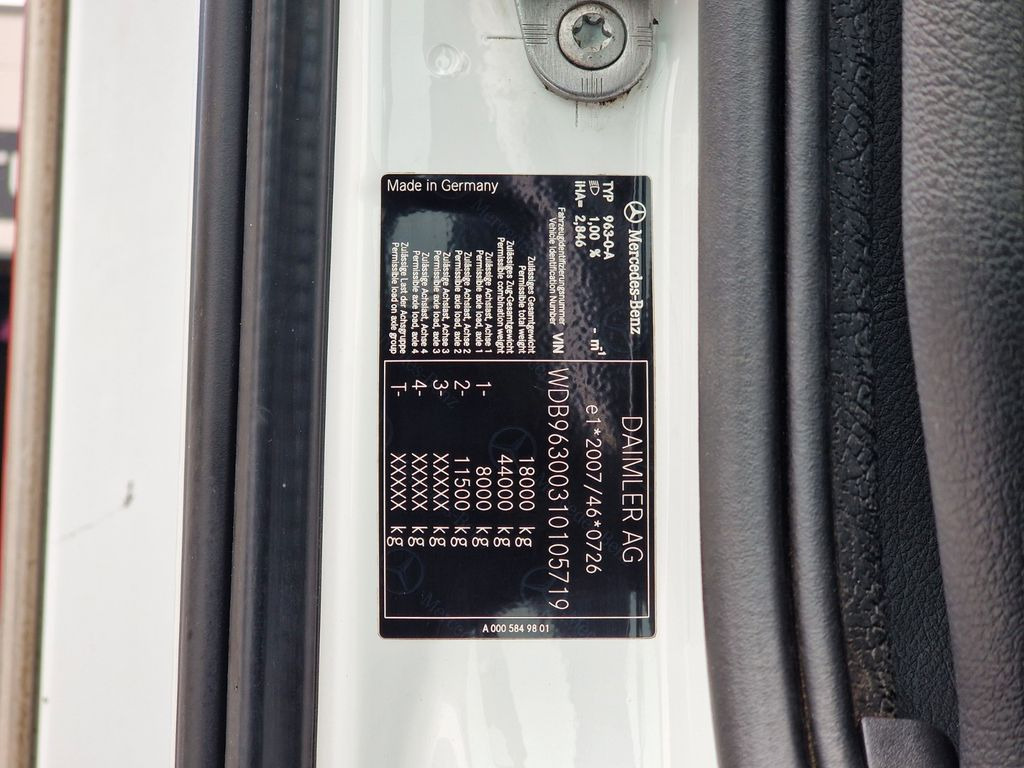 Mercedes-Benz
DAIMLER AG
TYP 963-0-A
1,00 % - m⁻¹ e1*2007/46*0726
iHA= 2,846
Fahrzeugidentifizierungsnummer
Vehicle Identification Number VIN WDB96300310105719
Zulässiges Gesamtgewicht
Permissible total weight 18000 kg
Zulässiges Zug-Gesamtgewicht
Permissible combination weight 44000 kg
Zulässige Achslast, Achse 1
Permissible axle load, axle 1 1- 8000 kg
Zulässige Achslast, Achse 2
Permissible axle load, axle 2 2- 11500 kg
Zulässige Achslast, Achse 3
Permissible axle load, axle 3 3- XXXXX kg
Zulässige Achslast, Achse 4
Permissible axle load, axle 4 4- XXXXX kg
Zulässige Last der Achsgruppe
Permissible load on axle group T- XXXXX kg
Made in Germany
A 000 584 98 01